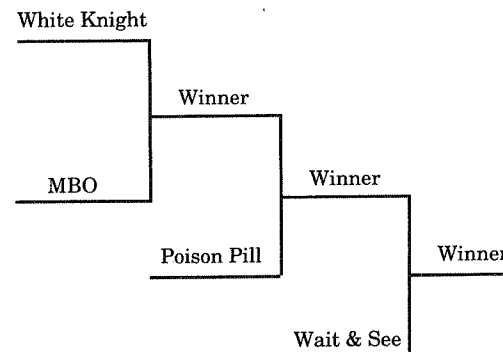 White Knight
Winner
MBO
Winner
Poison Pill
Winner
Wait & See